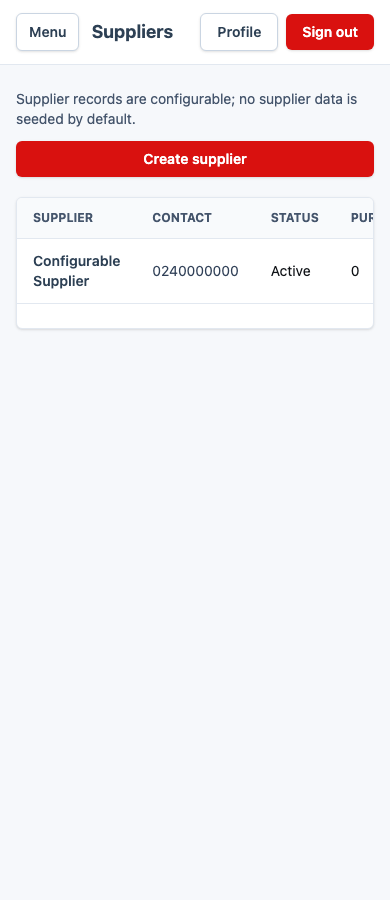 Menu Suppliers Profile Sign out
Supplier records are configurable; no supplier data is
seeded by default.
Create supplier
SUPPLIER CONTACT STATUS PUR
Configurable
Supplier 0240000000 Active 0